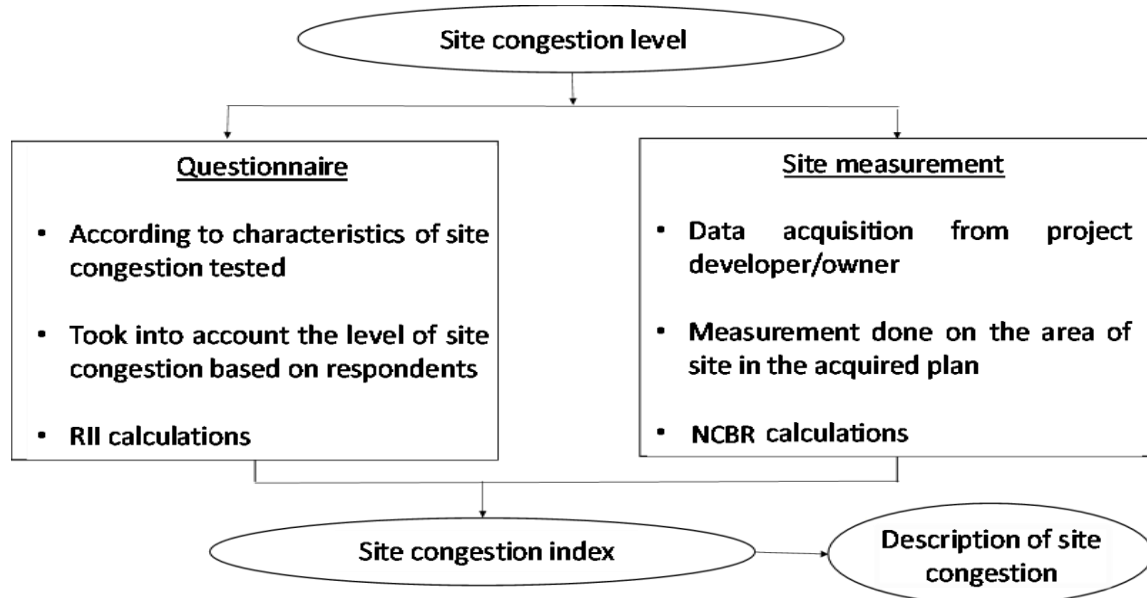 Site congestion level
Questionnaire
• According to characteristics of site
congestion tested
• Took into account the level of site
congestion based on respondents
• RII calculations
Site measurement
• Data acquisition from project
developer/owner
• Measurement done on the area of
site in the acquired plan
• NCBR calculations
Site congestion index
Description of site
congestion